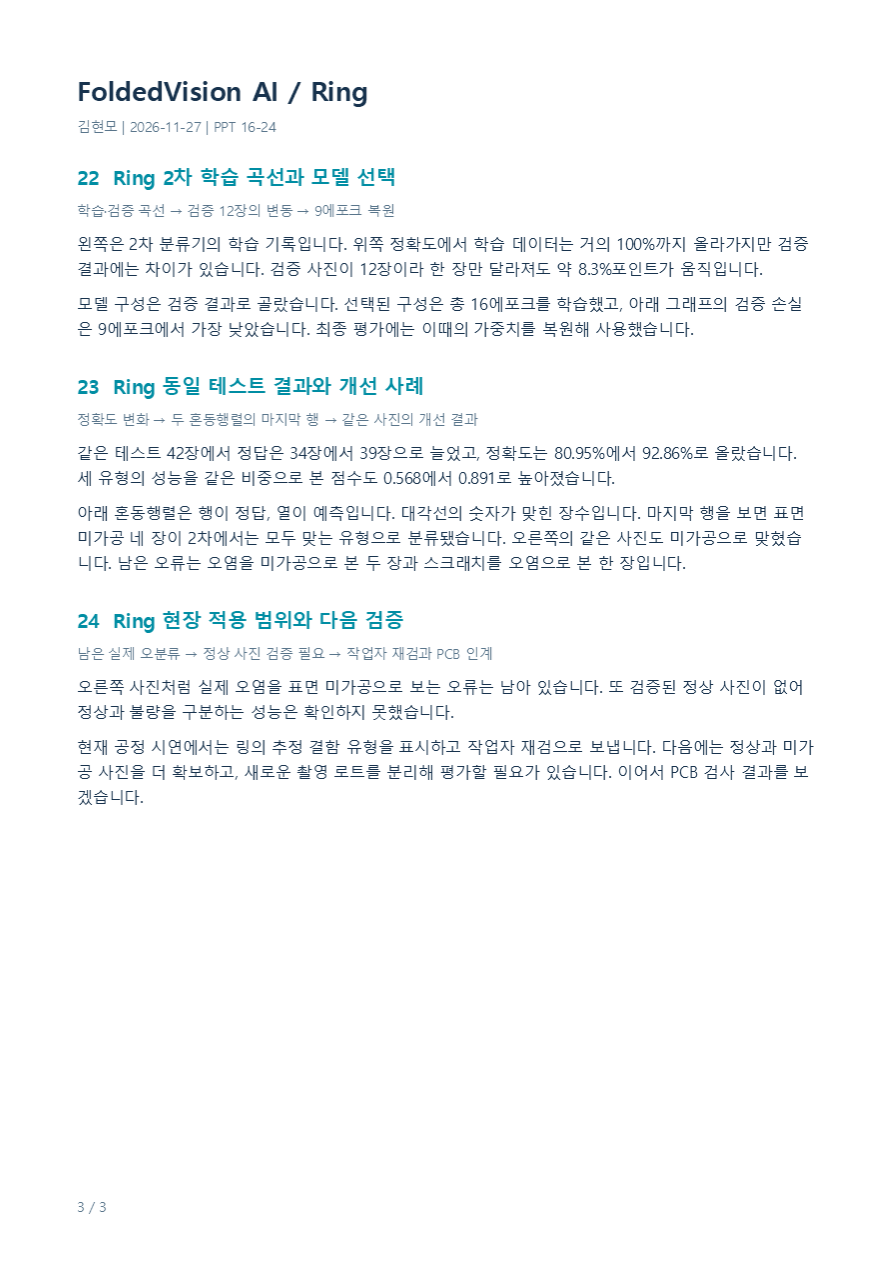 FoldedVision AI / Ring
김현모 | 2026-11-27 | PPT 16-24
22 Ring 2차 학습 곡선과 모델 선택
학습·검증 곡선 → 검증 12장의 변동 → 9에포크 복원
왼쪽은 2차 분류기의 학습 기록입니다. 위쪽 정확도에서 학습 데이터는 거의 100%까지 올라가지만 검증
결과에는 차이가 있습니다. 검증 사진이 12장이라 한 장만 달라져도 약 8.3%포인트가 움직입니다.
모델 구성은 검증 결과로 골랐습니다. 선택된 구성은 총 16에포크를 학습했고, 아래 그래프의 검증 손실
은 9에포크에서 가장 낮았습니다. 최종 평가에는 이때의 가중치를 복원해 사용했습니다.
23 Ring 동일 테스트 결과와 개선 사례
정확도 변화 → 두 혼동행렬의 마지막 행 → 같은 사진의 개선 결과
같은 테스트 42장에서 정답은 34장에서 39장으로 늘었고, 정확도는 80.95%에서 92.86%로 올랐습니다.
세 유형의 성능을 같은 비중으로 본 점수도 0.568에서 0.891로 높아졌습니다.
아래 혼동행렬은 행이 정답, 열이 예측입니다. 대각선의 숫자가 맞힌 장수입니다. 마지막 행을 보면 표면
미가공 네 장이 2차에서는 모두 맞는 유형으로 분류됐습니다. 오른쪽의 같은 사진도 미가공으로 맞혔습
니다. 남은 오류는 오염을 미가공으로 본 두 장과 스크래치를 오염으로 본 한 장입니다.
24 Ring 현장 적용 범위와 다음 검증
남은 실제 오분류 → 정상 사진 검증 필요 → 작업자 재검과 PCB 인계
오른쪽 사진처럼 실제 오염을 표면 미가공으로 보는 오류는 남아 있습니다. 또 검증된 정상 사진이 없어
정상과 불량을 구분하는 성능은 확인하지 못했습니다.
현재 공정 시연에서는 링의 추정 결함 유형을 표시하고 작업자 재검으로 보냅니다. 다음에는 정상과 미가
공 사진을 더 확보하고, 새로운 촬영 로트를 분리해 평가할 필요가 있습니다. 이어서 PCB 검사 결과를 보
겠습니다.
3 / 3